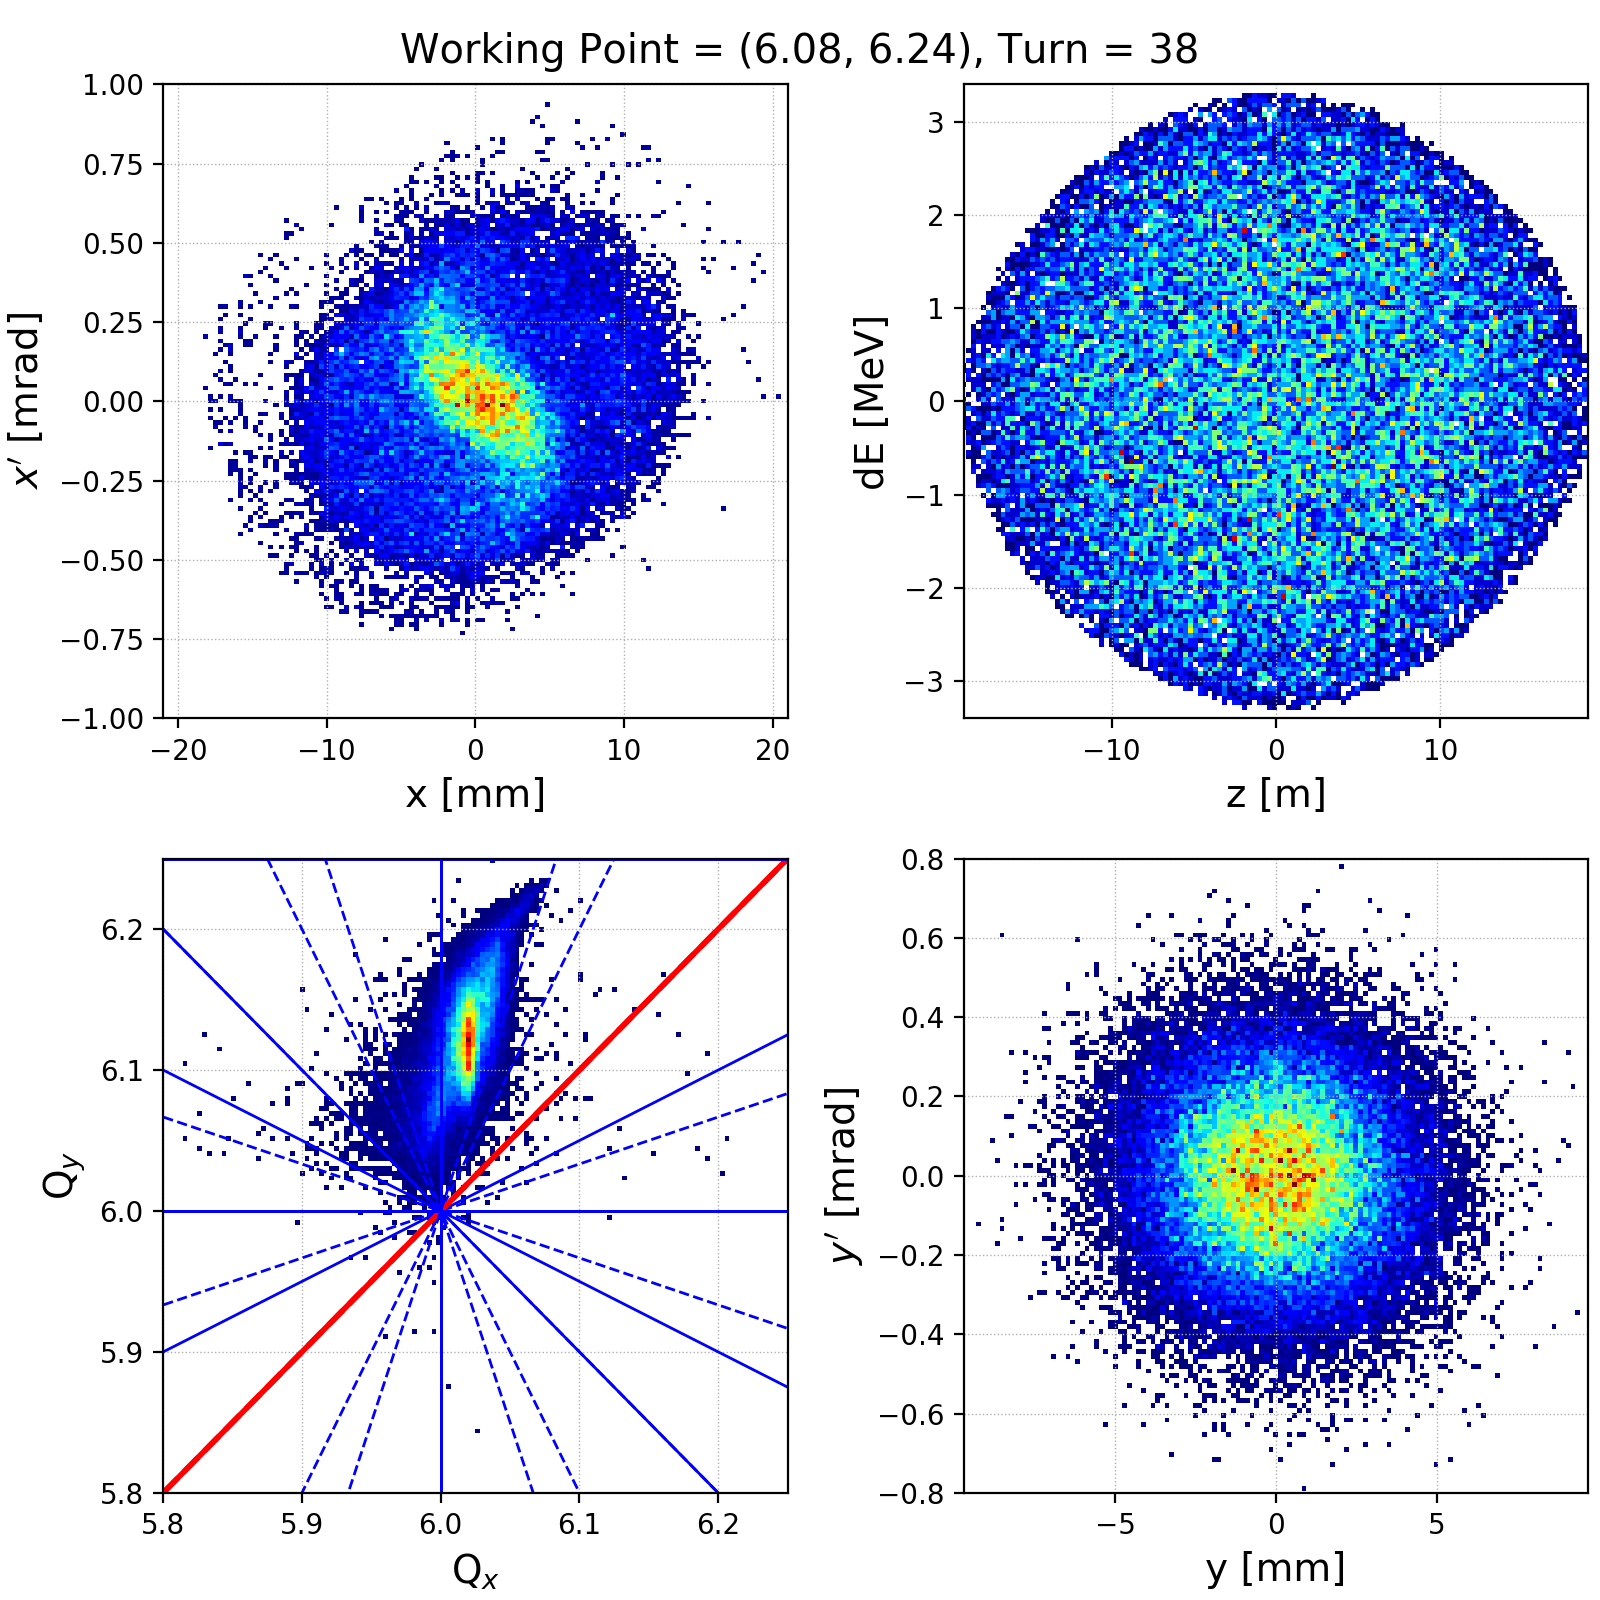 Working Point = (6.08, 6.24), Turn = 38
1.00
0.75
0.50
0.25
0.00
−0.25
−0.50
−0.75
−1.00
x′ [mrad]
−20 −10 0 10 20
x [mm]
3
2
1
0
−1
−2
−3
dE [MeV]
−10 0 10
z [m]
6.2
6.1
6.0
5.9
5.8
Qy
5.8 5.9 6.0 6.1 6.2
Qx
0.8
0.6
0.4
0.2
0.0
−0.2
−0.4
−0.6
−0.8
y′ [mrad]
−5 0 5
y [mm]